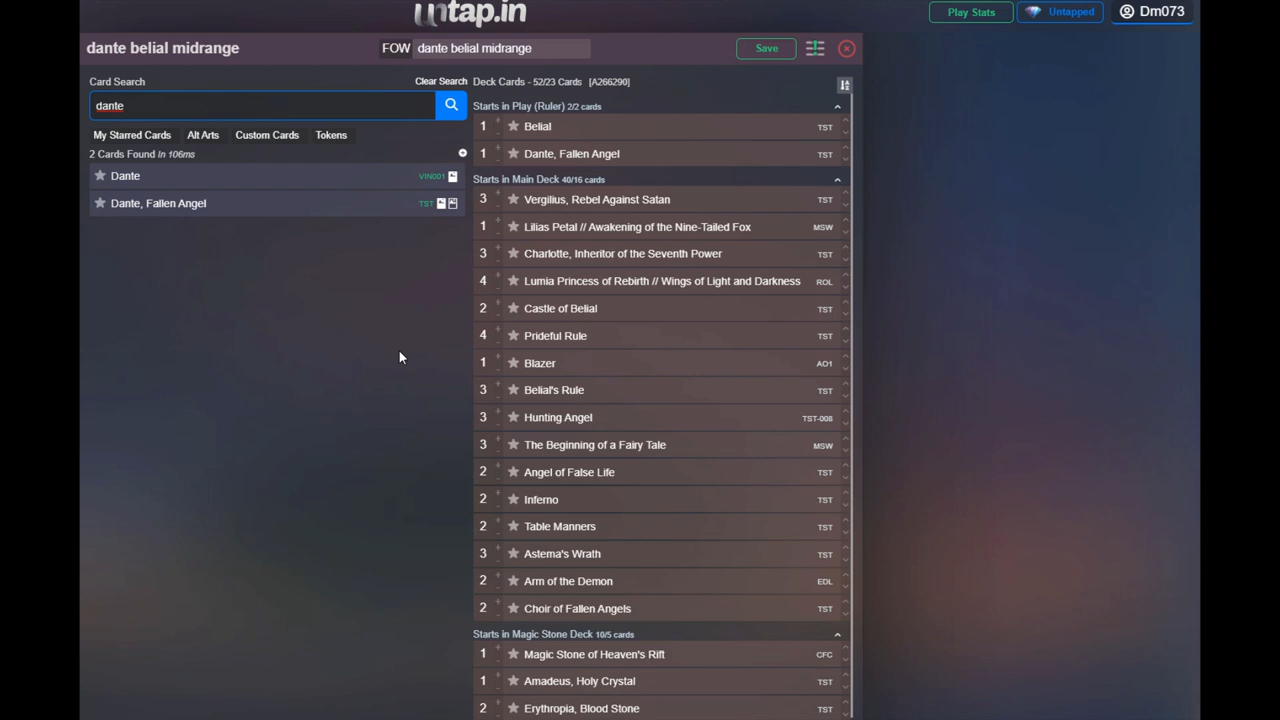 untap.in
Play Stats
Untapped
Dm073
dante belial midrange
FOW dante belial midrange
Save
Card Search
Clear Search
dante
My Starred Cards Alt Arts Custom Cards Tokens
2 Cards Found in 106ms
Dante VIN001
Dante, Fallen Angel TST
Deck Cards - 52/23 Cards [A266290]
Starts in Play (Ruler) 2/2 cards
1 Belial TST
1 Dante, Fallen Angel TST
Starts in Main Deck 40/16 cards
3 Vergilius, Rebel Against Satan TST
1 Lilias Petal // Awakening of the Nine-Tailed Fox MSW
3 Charlotte, Inheritor of the Seventh Power TST
4 Lumia Princess of Rebirth // Wings of Light and Darkness ROL
2 Castle of Belial TST
4 Prideful Rule TST
1 Blazer AO1
3 Belial's Rule TST
3 Hunting Angel TST-008
3 The Beginning of a Fairy Tale MSW
2 Angel of False Life TST
2 Inferno TST
2 Table Manners TST
3 Astema's Wrath TST
2 Arm of the Demon EDL
2 Choir of Fallen Angels TST
Starts in Magic Stone Deck 10/5 cards
1 Magic Stone of Heaven's Rift CFC
1 Amadeus, Holy Crystal TST
2 Erythropia, Blood Stone TST